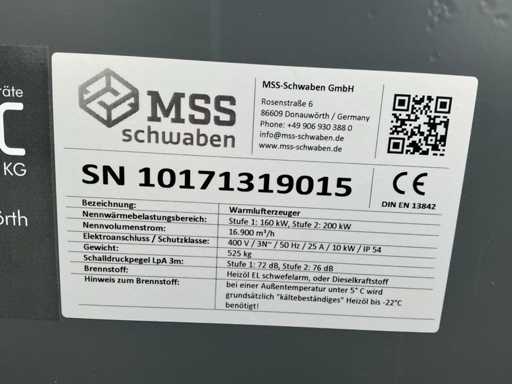 räte
C
KG
örth
MSS
schwaben
MSS-Schwaben GmbH
Rosenstraße 6
86609 Donauwörth / Germany
Phone: +49 906 930 388 0
info@mss-schwaben.com
www.mss-schwaben.com
SN 10171319015
CE
DIN EN 13842
Bezeichnung: Warmlufterzeuger
Nennwärmebelastungsbereich: Stufe 1: 160 kW, Stufe 2: 200 kW
Nennvolumenstrom: 16.900 m³/h
Elektroanschluss / Schutzklasse: 400 V / 3N~ / 50 Hz / 25 A / 10 kW / IP 54
Gewicht: 525 kg
Schalldruckpegel LpA 3m: Stufe 1: 72 dB, Stufe 2: 76 dB
Brennstoff: Heizöl EL schwefelarm, oder Dieselkraftstoff
Hinweis zum Brennstoff: bei einer Außentemperatur unter 5° C wird
grundsätzlich "kältebeständiges" Heizöl bis -22°C
benötigt!